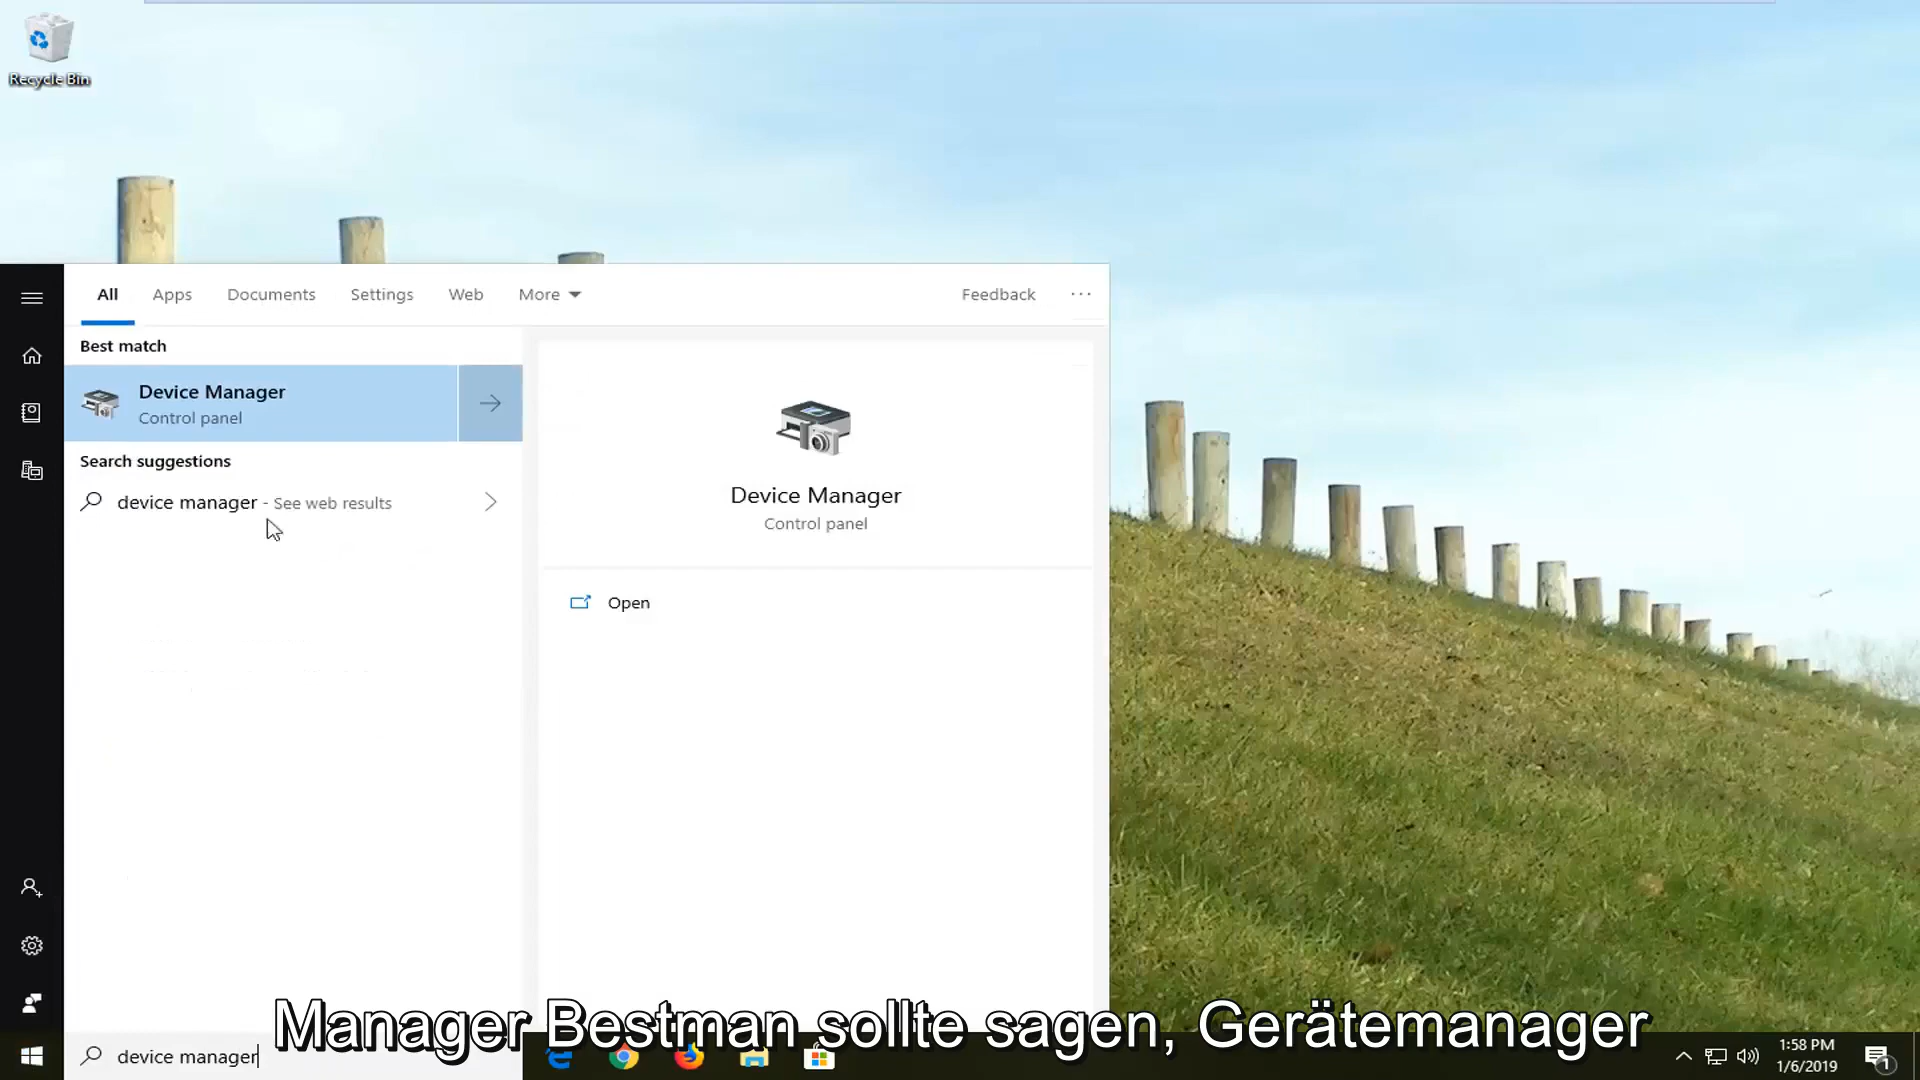 Recycle Bin
All Apps Documents Settings Web More Feedback
Best match
Device Manager
Control panel
Search suggestions
device manager - See web results
Device Manager
Control panel
Open
Manager Bestman sollte sagen, Gerätemanager
device manager
1:58 PM
1/6/2019
1